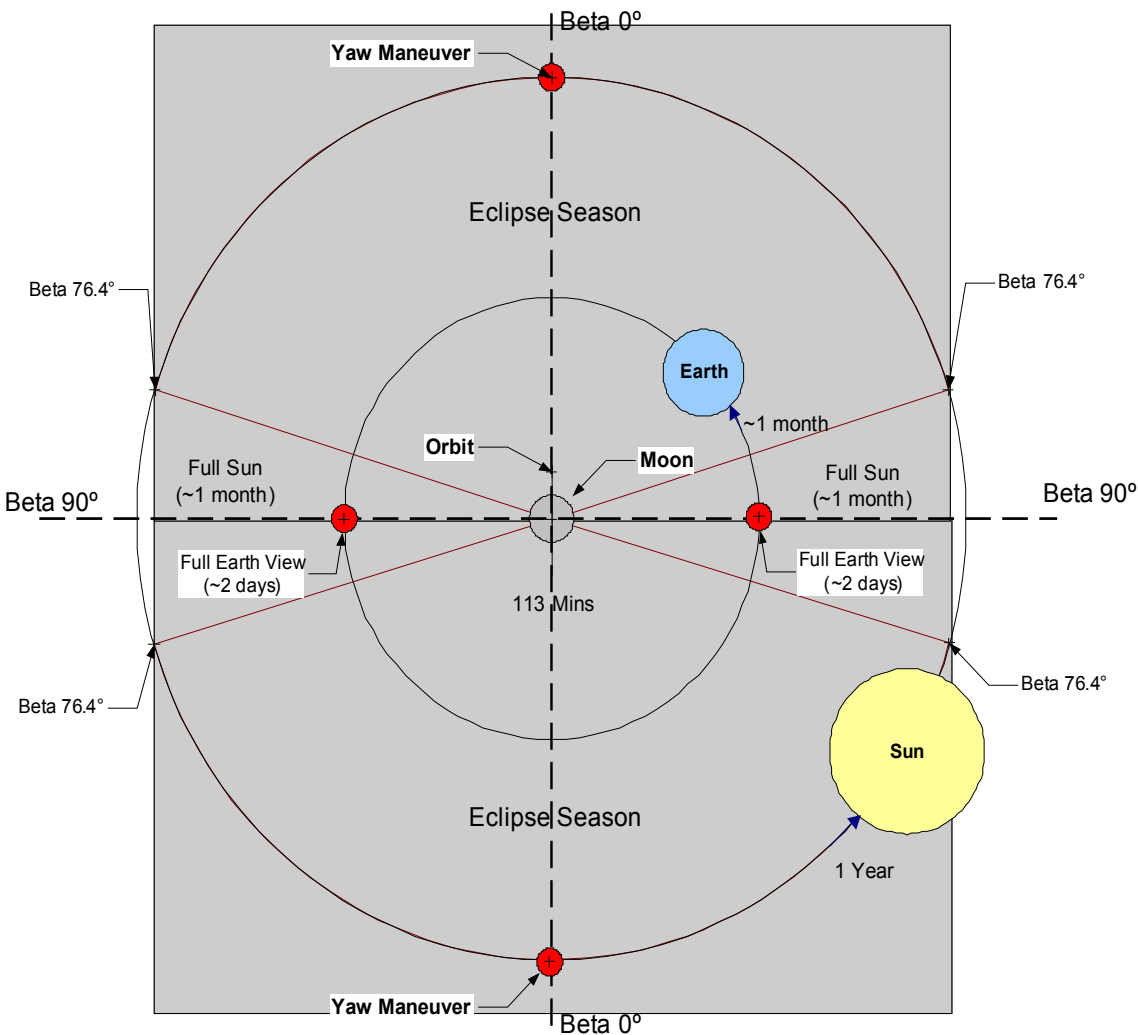 Beta 0º
Yaw Maneuver
Eclipse Season
Beta 76.4°
Beta 76.4°
Earth
~1 month
Orbit
Moon
Full Sun
(~1 month)
Full Sun
(~1 month)
Beta 90º
Beta 90º
Full Earth View
(~2 days)
Full Earth View
(~2 days)
113 Mins
Beta 76.4°
Beta 76.4°
Sun
Eclipse Season
1 Year
Yaw Maneuver
Beta 0º